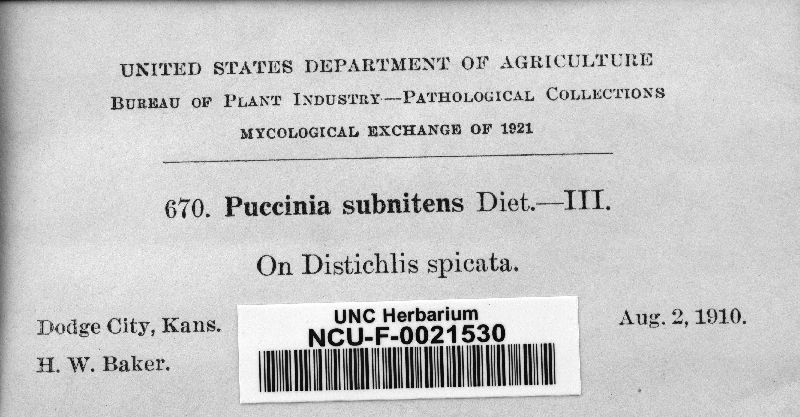 UNITED STATES DEPARTMENT OF AGRICULTURE
BUREAU OF PLANT INDUSTRY—PATHOLOGICAL COLLECTIONS
MYCOLOGICAL EXCHANGE OF 1921
670. Puccinia subnitens Diet.—III.
On Distichlis spicata.
Dodge City, Kans.
Aug. 2, 1910.
H. W. Baker.
UNC Herbarium
NCU-F-0021530